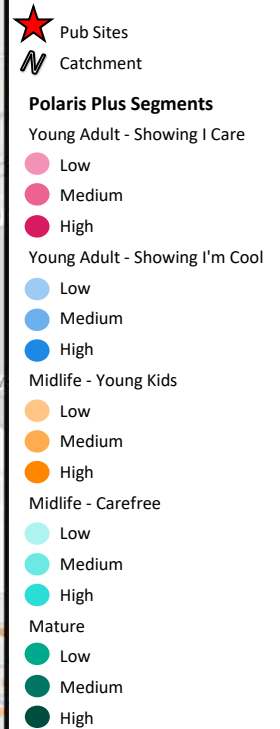 Pub Sites
Catchment
Polaris Plus Segments
Young Adult - Showing I Care
Low
Medium
High
Young Adult - Showing I'm Cool
Low
Medium
High
Midlife - Young Kids
Low
Medium
High
Midlife - Carefree
Low
Medium
High
Mature
Low
Medium
High